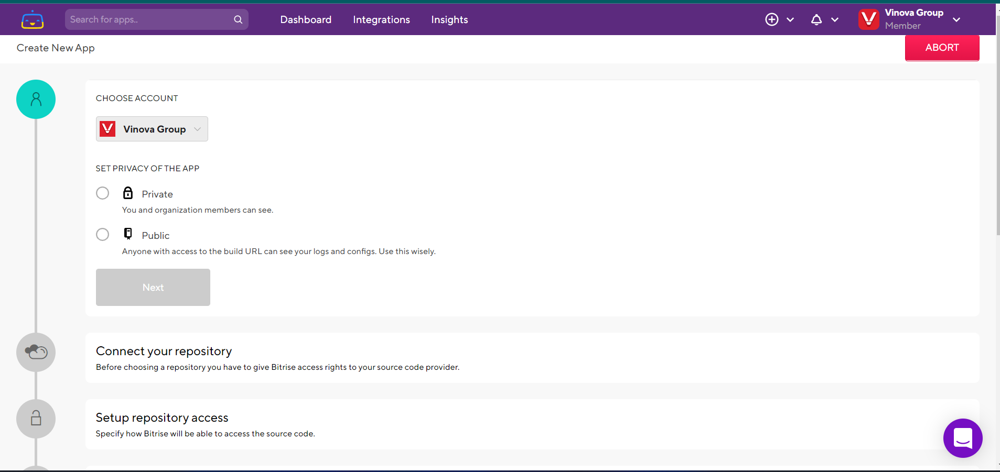 Search for apps..
Dashboard
Integrations
Insights
Vinova Group
Member
Create New App
ABORT
CHOOSE ACCOUNT
Vinova Group
SET PRIVACY OF THE APP
Private
You and organization members can see.
Public
Anyone with access to the build URL can see your logs and configs. Use this wisely.
Next
Connect your repository
Before choosing a repository you have to give Bitrise access rights to your source code provider.
Setup repository access
Specify how Bitrise will be able to access the source code.